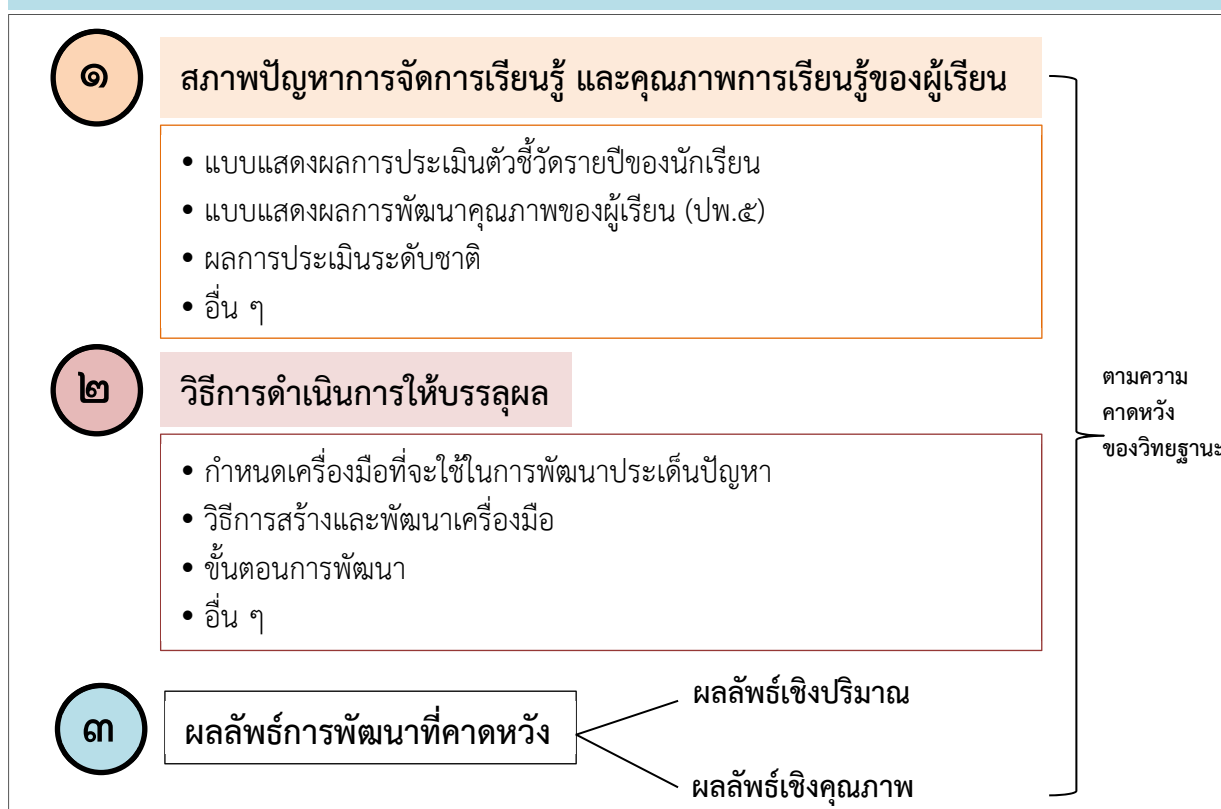 ๑
สภาพปัญหาการจัดการเรียนรู้ และคุณภาพการเรียนรู้ของผู้เรียน
• แบบแสดงผลการประเมินตัวชี้วัดรายปีของนักเรียน
• แบบแสดงผลการพัฒนาคุณภาพของผู้เรียน (ปพ.๕)
• ผลการประเมินระดับชาติ
• อื่น ๆ
๒
วิธีการดำเนินการให้บรรลุผล
• กำหนดเครื่องมือที่จะใช้ในการพัฒนาประเด็นปัญหา
• วิธีการสร้างและพัฒนาเครื่องมือ
• ขั้นตอนการพัฒนา
• อื่น ๆ
๓
ผลลัพธ์การพัฒนาที่คาดหวัง
ผลลัพธ์เชิงปริมาณ
ผลลัพธ์เชิงคุณภาพ
ตามความ
คาดหวัง
ของวิทยฐานะ